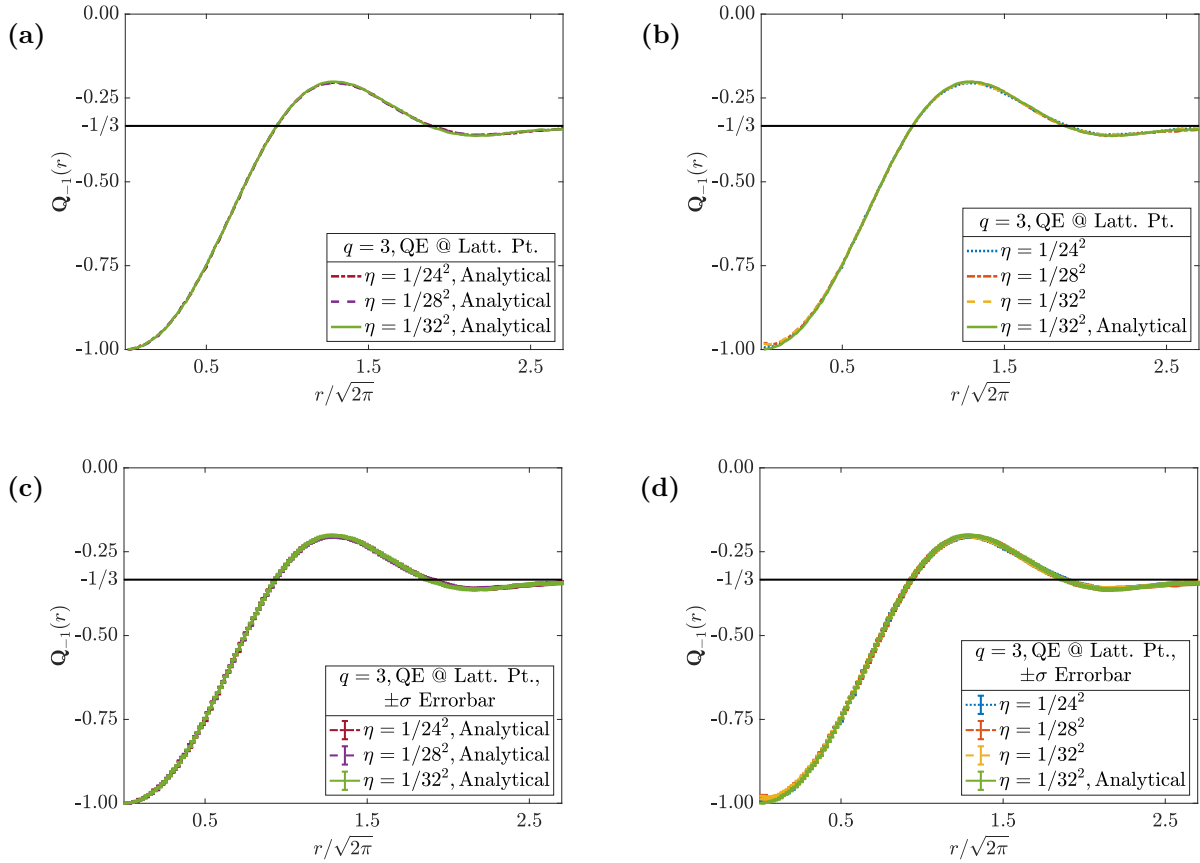 (a)
0.00
-0.25
-1/3
-0.50
-0.75
-1.00
Q₋₁(r)
q = 3, QE @ Latt. Pt.
η = 1/24², Analytical
η = 1/28², Analytical
η = 1/32², Analytical
0.5 1.5 2.5
r/√2π
(b)
0.00
-0.25
-1/3
-0.50
-0.75
-1.00
Q₋₁(r)
q = 3, QE @ Latt. Pt.
η = 1/24²
η = 1/28²
η = 1/32²
η = 1/32², Analytical
0.5 1.5 2.5
r/√2π
(c)
0.00
-0.25
-1/3
-0.50
-0.75
-1.00
Q₋₁(r)
q = 3, QE @ Latt. Pt.,
±σ Errorbar
η = 1/24², Analytical
η = 1/28², Analytical
η = 1/32², Analytical
0.5 1.5 2.5
r/√2π
(d)
0.00
-0.25
-1/3
-0.50
-0.75
-1.00
Q₋₁(r)
q = 3, QE @ Latt. Pt.,
±σ Errorbar
η = 1/24²
η = 1/28²
η = 1/32²
η = 1/32², Analytical
0.5 1.5 2.5
r/√2π